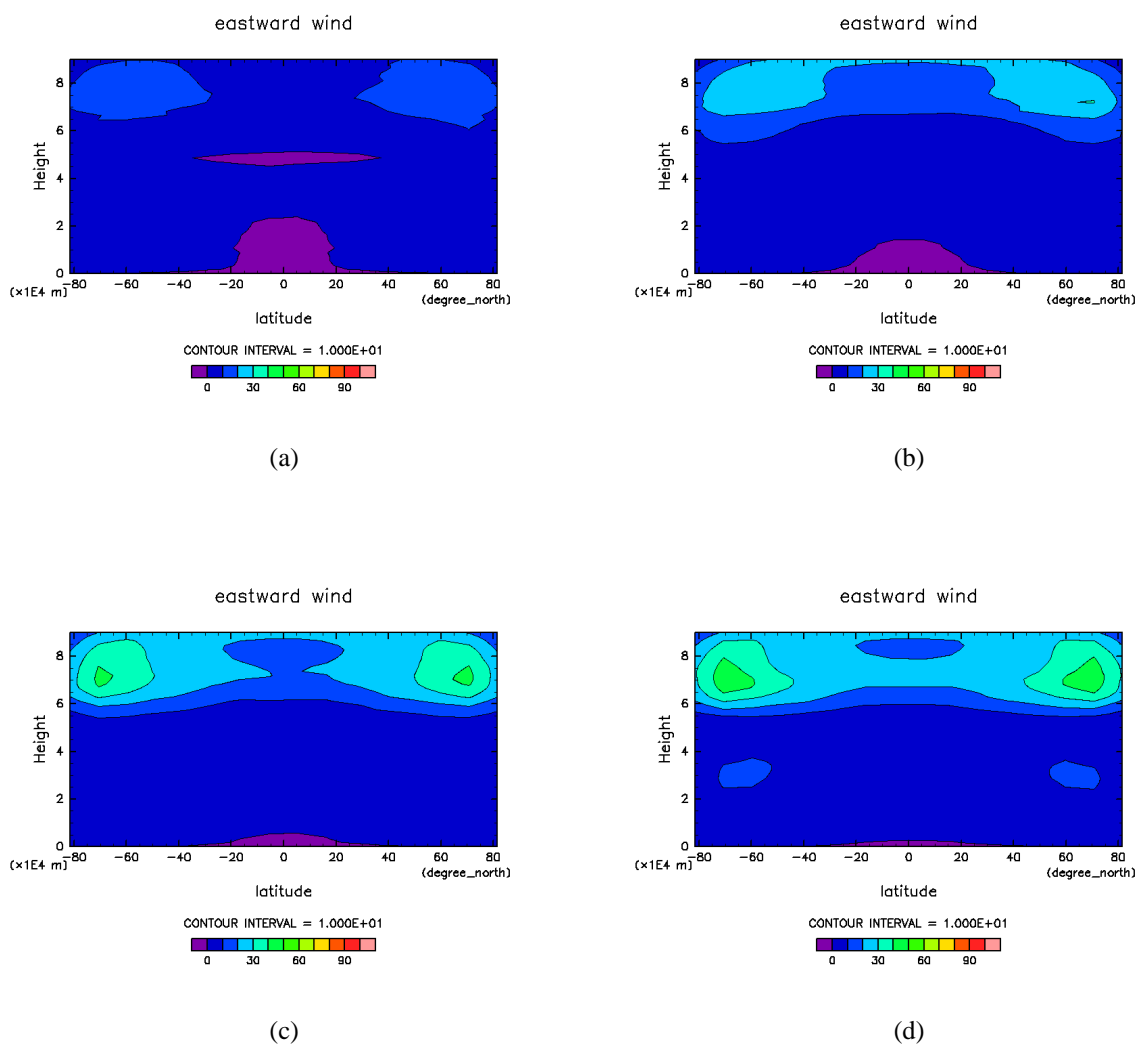 eastward wind
Height
8
6
4
2
0
−80 −60 −40 −20 0 20 40 60 80
(×1E4 m)
(degree_north)
latitude
CONTOUR INTERVAL = 1.000E+01
0 30 60 90
(a)
eastward wind
Height
8
6
4
2
0
−80 −60 −40 −20 0 20 40 60 80
(×1E4 m)
(degree_north)
latitude
CONTOUR INTERVAL = 1.000E+01
0 30 60 90
(b)
eastward wind
Height
8
6
4
2
0
−80 −60 −40 −20 0 20 40 60 80
(×1E4 m)
(degree_north)
latitude
CONTOUR INTERVAL = 1.000E+01
0 30 60 90
(c)
eastward wind
Height
8
6
4
2
0
−80 −60 −40 −20 0 20 40 60 80
(×1E4 m)
(degree_north)
latitude
CONTOUR INTERVAL = 1.000E+01
0 30 60 90
(d)